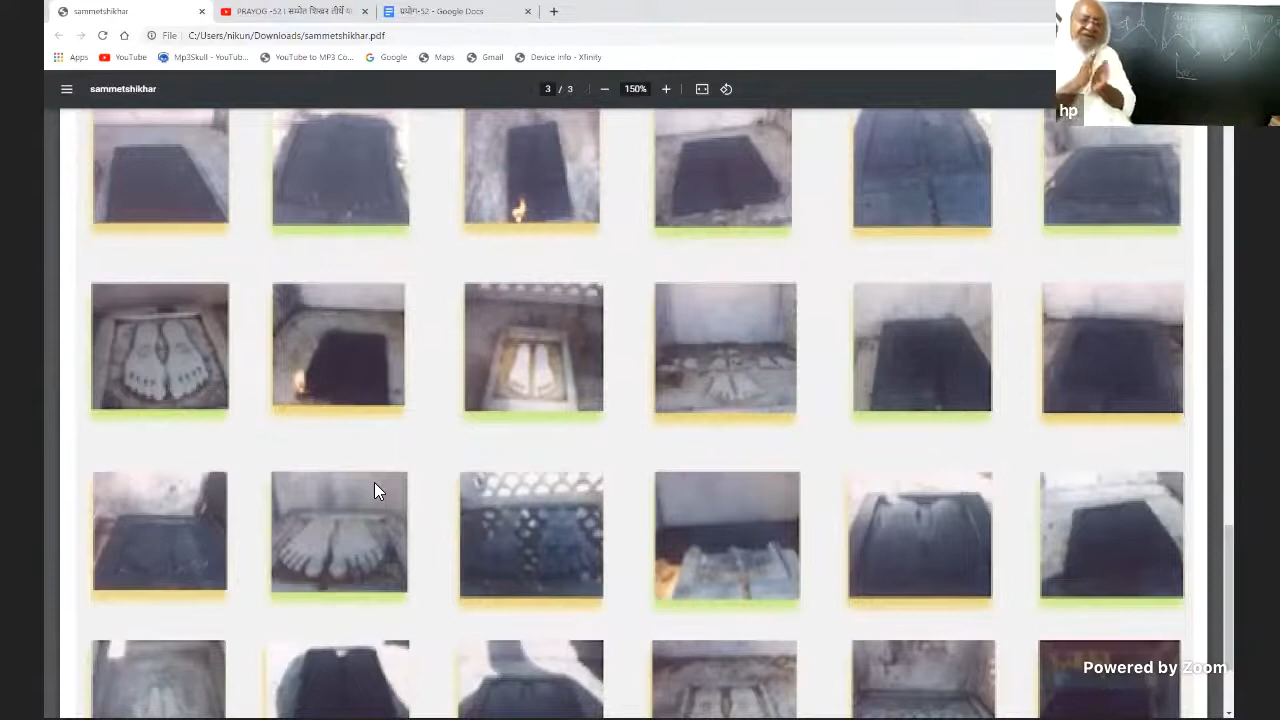 sammetshikhar
PRAYOG -52 । सम्मेत शिखर तीर्थे या
प्रयोग-52 - Google Docs
File
C:/Users/nikun/Downloads/sammetshikhar.pdf
Apps
YouTube
Mp3Skull - YouTub...
YouTube to MP3 Co...
Google
Maps
Gmail
Device Info - Xfinity
sammetshikhar
3 / 3
150%
hp
Powered by Zoom